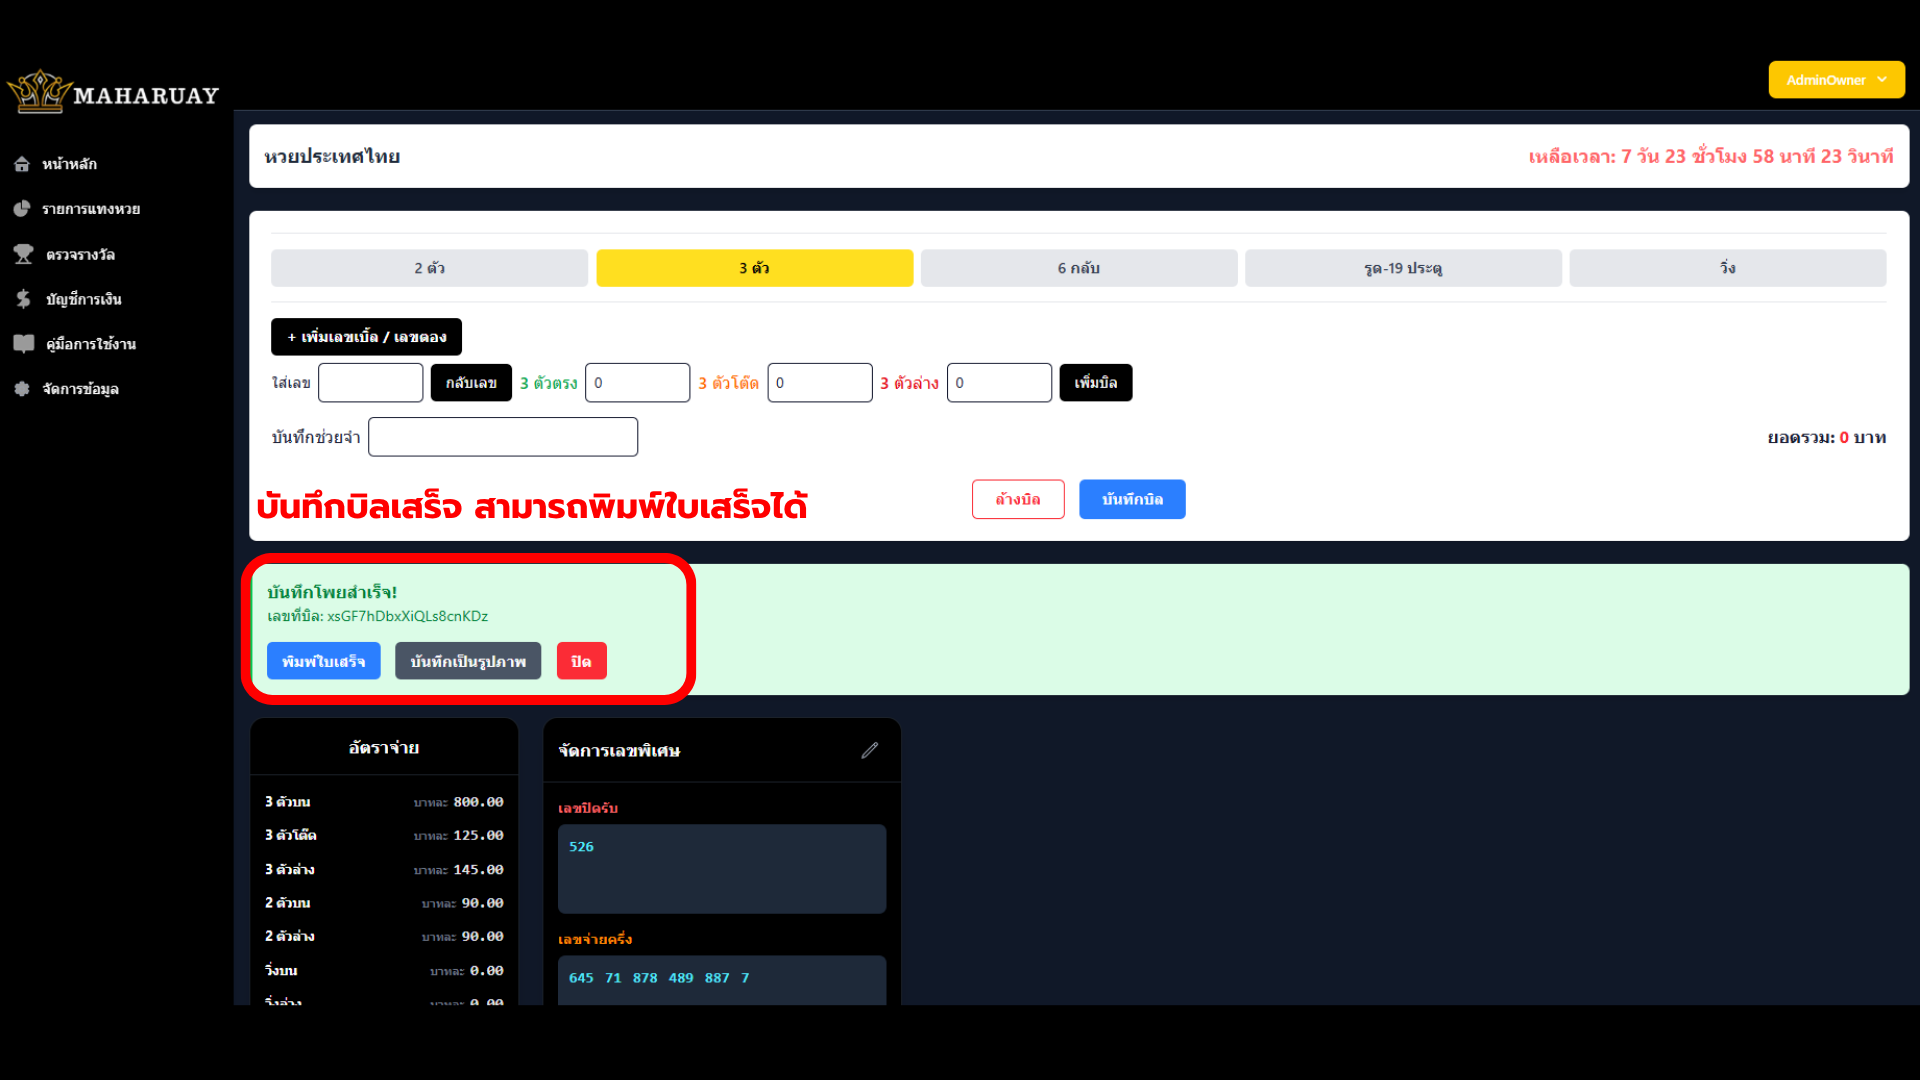 MAHARUAY
AdminOwner
หน้าหลัก
รายการแทงหวย
ตรวจรางวัล
บัญชีการเงิน
คู่มือการใช้งาน
จัดการข้อมูล
หวยประเทศไทย
เหลือเวลา: 7 วัน 23 ชั่วโมง 58 นาที 23 วินาที
2 ตัว
3 ตัว
6 กลับ
รูด-19 ประตู
วิ่ง
+ เพิ่มเลขเบิ้ล / เลขตอง
ใส่เลข กลับเลข 3 ตัวตรง 0 3 ตัวโต๊ด 0 3 ตัวล่าง 0 เพิ่มบิล
บันทึกช่วยจำ
ยอดรวม: 0 บาท
บันทึกบิลเสร็จ สามารถพิมพ์ใบเสร็จได้
ล้างบิล
บันทึกบิล
บันทึกโพยสำเร็จ!
เลขที่บิล: xsGF7hDbxXiQLs8cnKDz
พิมพ์ใบเสร็จ
บันทึกเป็นรูปภาพ
ปิด
อัตราจ่าย
3 ตัวบน บาทละ 800.00
3 ตัวโต๊ด บาทละ 125.00
3 ตัวล่าง บาทละ 145.00
2 ตัวบน บาทละ 90.00
2 ตัวล่าง บาทละ 90.00
วิ่งบน บาทละ 0.00
วิ่งล่าง บาทละ 0.00
จัดการเลขพิเศษ
เลขปิดรับ
526
เลขจ่ายครึ่ง
645 71 878 489 887 7